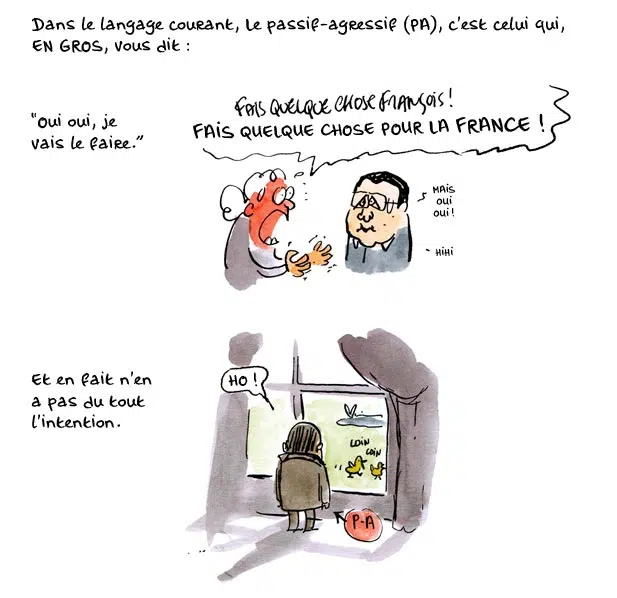 Dans le langage courant, le passif-agressif (PA), c'est celui qui,
EN GROS, vous dit :
"oui oui, je
vais le faire."
FAIS QUELQUE CHOSE FRANÇOIS !
FAIS QUELQUE CHOSE POUR LA FRANCE !
MAIS
OUI
OUI !
HIHI
Et en fait n'en
a pas du tout
l'intention.
HO !
COIN
COIN
P-A